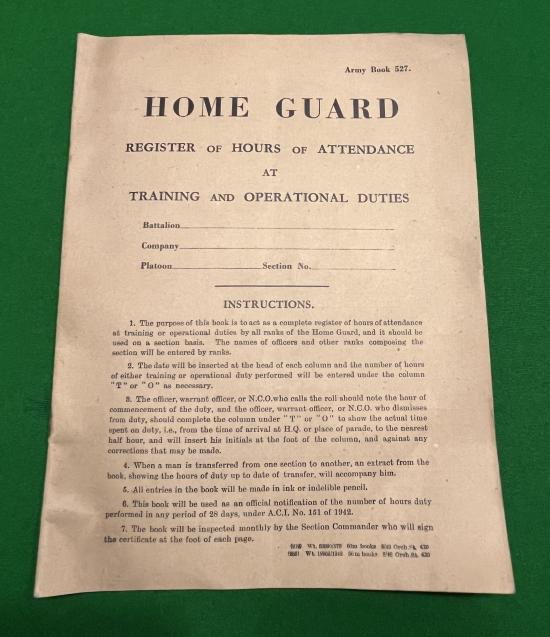 Army Book 527.
HOME GUARD
REGISTER OF HOURS OF ATTENDANCE
AT
TRAINING AND OPERATIONAL DUTIES
Battalion
Company
Platoon Section No.
INSTRUCTIONS.
1. The purpose of this book is to act as a complete register of hours of attendance
at training or operational duties by all ranks of the Home Guard, and it should be
used on a section basis. The names of officers and other ranks composing the
section will be entered by ranks.
2. The date will be inserted at the head of each column and the number of hours
of either training or operational duty performed will be entered under the column
"T" or "O" as necessary.
3. The officer, warrant officer, or N.C.O. who calls the roll should note the hour of
commencement of the duty, and the officer, warrant officer, or N.C.O. who dismisses
from duty, should complete the column under "T" or "O" to show the actual time
spent on duty, i.e., from the time of arrival at H.Q. or place of parade, to the nearest
half hour, and will insert his initials at the foot of the column, and against any
corrections that may be made.
4. When a man is transferred from one section to another, an extract from the
book, showing the hours of duty up to date of transfer, will accompany him.
5. All entries in the book will be made in ink or indelible pencil.
6. This book will be used as an official notification of the number of hours duty
performed in any period of 28 days, under A.C.I. No. 151 of 1942.
7. The book will be inspected monthly by the Section Commander who will sign
the certificate at the foot of each page.
Wt. books Orch 630
Wt. books Orch 630